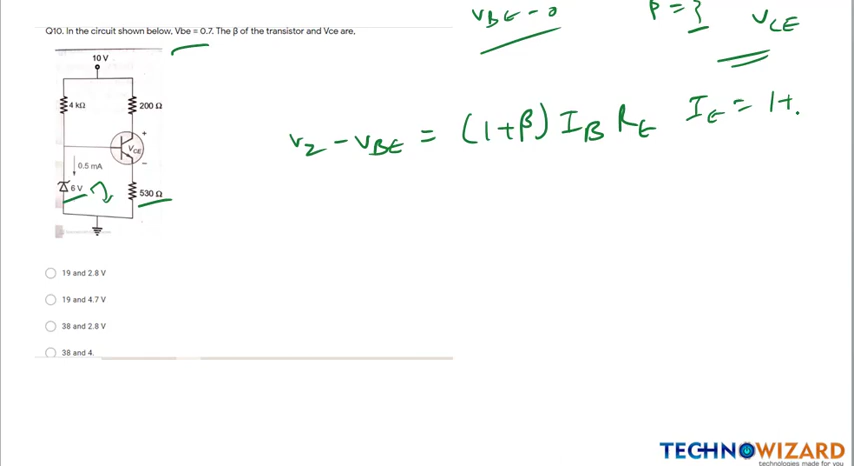 VBE = 0
β = ?
VCE
Q10. In the circuit shown below, Vbe = 0.7. The β of the transistor and Vce are,
10 V
4 kΩ
200 Ω
+
VCE
−
0.5 mA
6 V
530 Ω
Vz − VBE = (1+β) IB RE IE = 1+.
19 and 2.8 V
19 and 4.7 V
38 and 2.8 V
38 and 4.
TECHNOWIZARD
technologies made for you